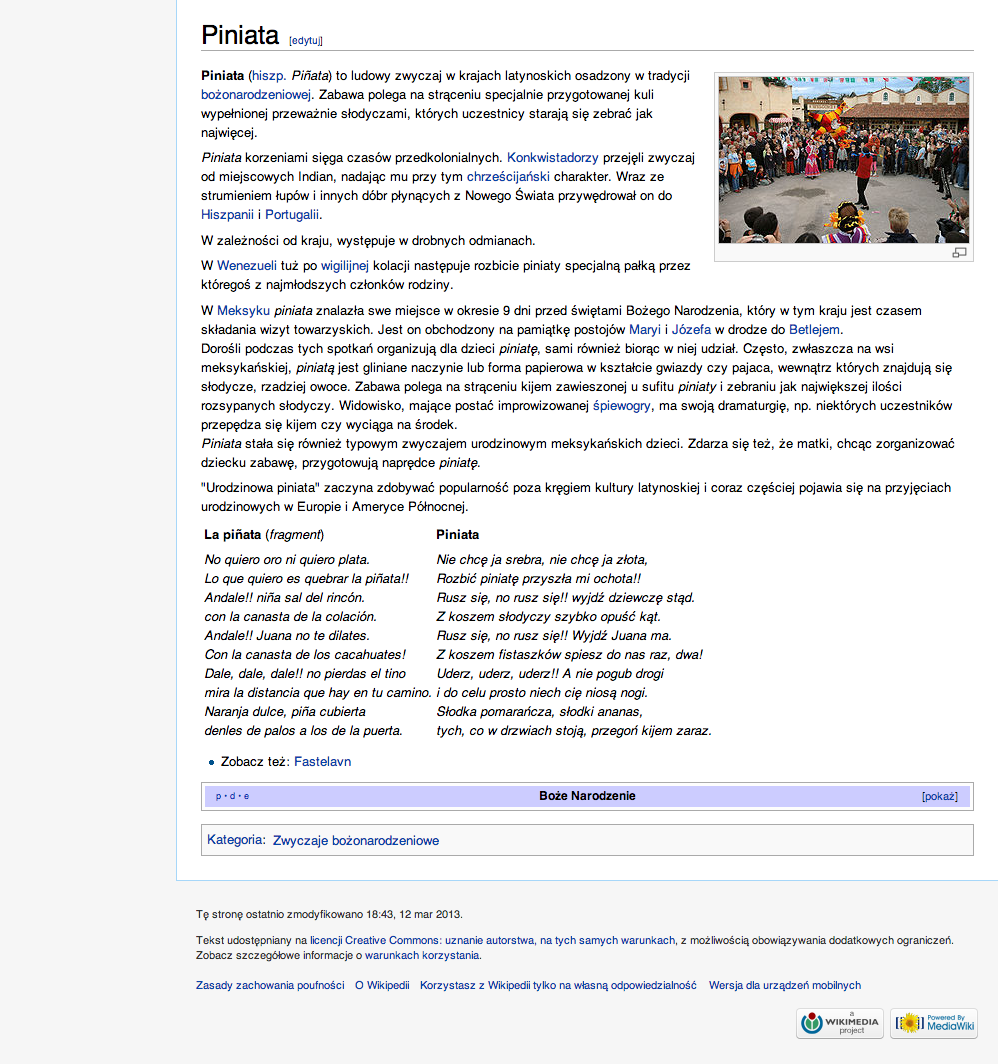 Piniata [edytuj]
Piniata (hiszp. Piñata) to ludowy zwyczaj w krajach latynoskich osadzony w tradycji
bożonarodzeniowej. Zabawa polega na strąceniu specjalnie przygotowanej kuli
wypełnionej przeważnie słodyczami, których uczestnicy starają się zebrać jak
najwięcej.
Piniata korzeniami sięga czasów przedkolonialnych. Konkwistadorzy przejęli zwyczaj
od miejscowych Indian, nadając mu przy tym chrześcijański charakter. Wraz ze
strumieniem łupów i innych dóbr płynących z Nowego Świata przywędrował on do
Hiszpanii i Portugalii.
W zależności od kraju, występuje w drobnych odmianach.
W Wenezueli tuż po wigilijnej kolacji następuje rozbicie piniaty specjalną pałką przez
któregoś z najmłodszych członków rodziny.
W Meksyku piniata znalazła swe miejsce w okresie 9 dni przed świętami Bożego Narodzenia, który w tym kraju jest czasem
składania wizyt towarzyskich. Jest on obchodzony na pamiątkę postojów Maryi i Józefa w drodze do Betlejem.
Dorośli podczas tych spotkań organizują dla dzieci piniatę, sami również biorąc w niej udział. Często, zwłaszcza na wsi
meksykańskiej, piniatą jest gliniane naczynie lub forma papierowa w kształcie gwiazdy czy pajaca, wewnątrz których znajdują się
słodycze, rzadziej owoce. Zabawa polega na strąceniu kijem zawieszonej u sufitu piniaty i zebraniu jak największej ilości
rozsypanych słodyczy. Widowisko, mające postać improwizowanej śpiewogry, ma swoją dramaturgię, np. niektórych uczestników
przepędza się kijem czy wyciąga na środek.
Piniata stała się również typowym zwyczajem urodzinowym meksykańskich dzieci. Zdarza się też, że matki, chcąc zorganizować
dziecku zabawę, przygotowują naprędce piniatę.
"Urodzinowa piniata" zaczyna zdobywać popularność poza kręgiem kultury latynoskiej i coraz częściej pojawia się na przyjęciach
urodzinowych w Europie i Ameryce Północnej.
La piñata (fragment) Piniata
No quiero oro ni quiero plata. Nie chcę ja srebra, nie chcę ja złota,
Lo que quiero es quebrar la piñata!! Rozbić piniatę przyszła mi ochota!!
Andale!! niña sal del rincón. Rusz się, no rusz się!! wyjdź dziewczę stąd.
con la canasta de la colación. Z koszem słodyczy szybko opuść kąt.
Andale!! Juana no te dilates. Rusz się, no rusz się!! Wyjdź Juana ma.
Con la canasta de los cacahuates! Z koszem fistaszków spiesz do nas raz, dwa!
Dale, dale, dale!! no pierdas el tino Uderz, uderz, uderz!! A nie pogub drogi
mira la distancia que hay en tu camino. i do celu prosto niech cię niosą nogi.
Naranja dulce, piña cubierta Słodka pomarańcza, słodki ananas,
denles de palos a los de la puerta. tych, co w drzwiach stoją, przegoń kijem zaraz.
• Zobacz też: Fastelavn
p • d • e Boże Narodzenie [pokaż]
Kategoria: Zwyczaje bożonarodzeniowe
Tę stronę ostatnio zmodyfikowano 18:43, 12 mar 2013.
Tekst udostępniany na licencji Creative Commons: uznanie autorstwa, na tych samych warunkach, z możliwością obowiązywania dodatkowych ograniczeń.
Zobacz szczegółowe informacje o warunkach korzystania.
Zasady zachowania poufności O Wikipedii Korzystasz z Wikipedii tylko na własną odpowiedzialność Wersja dla urządzeń mobilnych
a WIKIMEDIA project [[ ]] Powered By MediaWiki